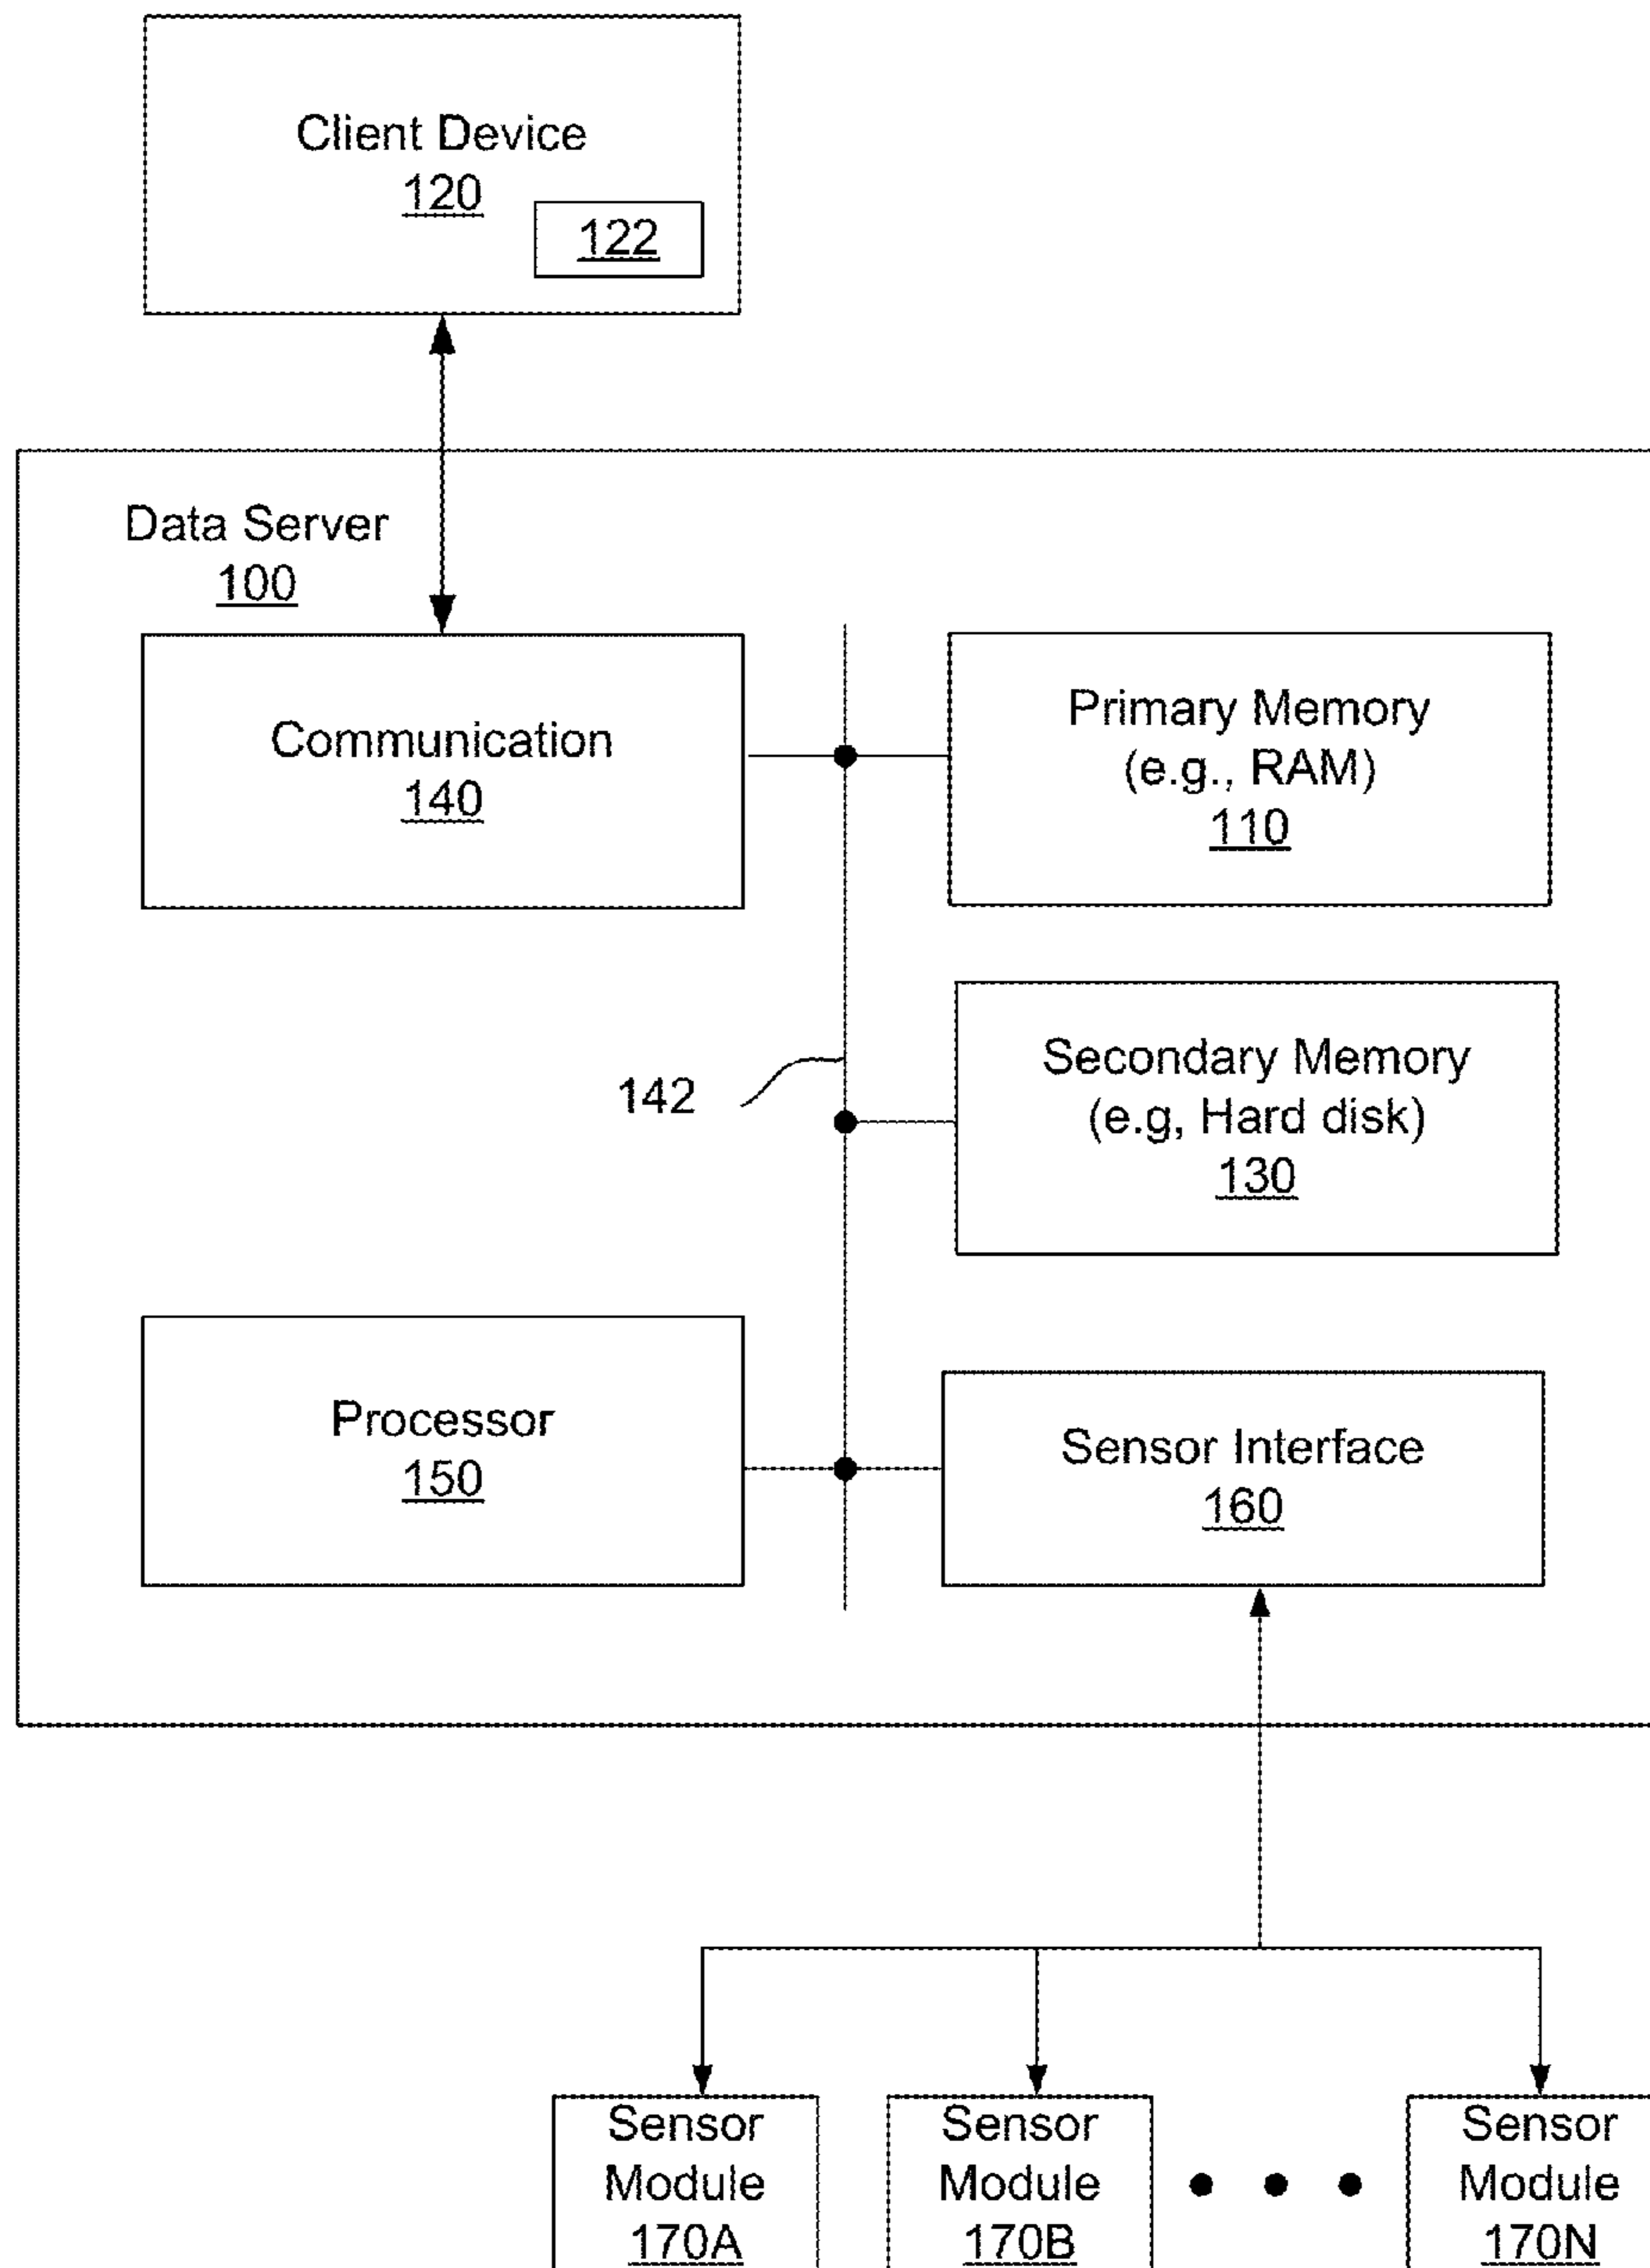 Client Device
120
122
Data Server
100
Communication
140
Primary Memory
(e.g., RAM)
110
142
Secondary Memory
(e.g, Hard disk)
130
Processor
150
Sensor Interface
160
Sensor
Module
170A
Sensor
Module
170B
Sensor
Module
170N